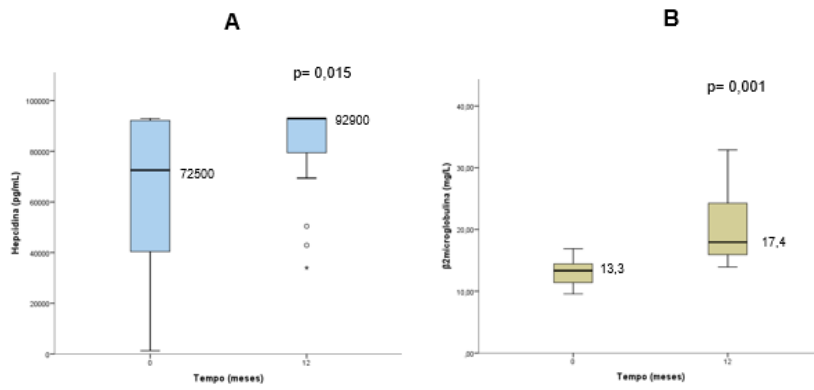 A
p= 0,015
100000
80000
60000
40000
20000
0
Hepcidina (pg/mL)
72500
92900
0
12
Tempo (meses)
B
p= 0,001
40,00
30,00
20,00
10,00
,00
β2microglobulina (mg/L)
13,3
17,4
0
12
Tempo (meses)